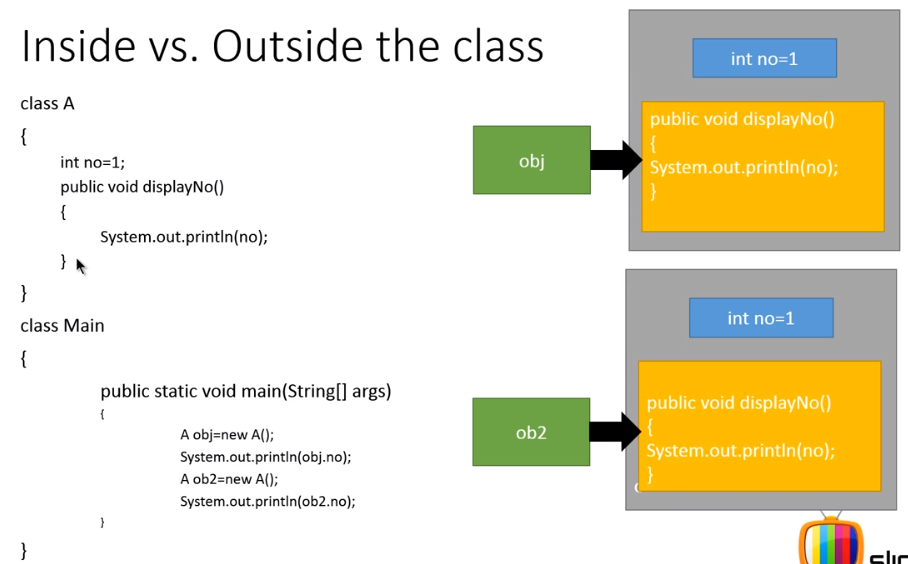 Inside vs. Outside the class
class A
{
int no=1;
public void displayNo()
{
System.out.println(no);
}
}
class Main
{
public static void main(String[] args)
{
A obj=new A();
System.out.println(obj.no);
A ob2=new A();
System.out.println(ob2.no);
}
}
obj
int no=1
public void displayNo()
{
System.out.println(no);
}
ob2
int no=1
public void displayNo()
{
System.out.println(no);
}